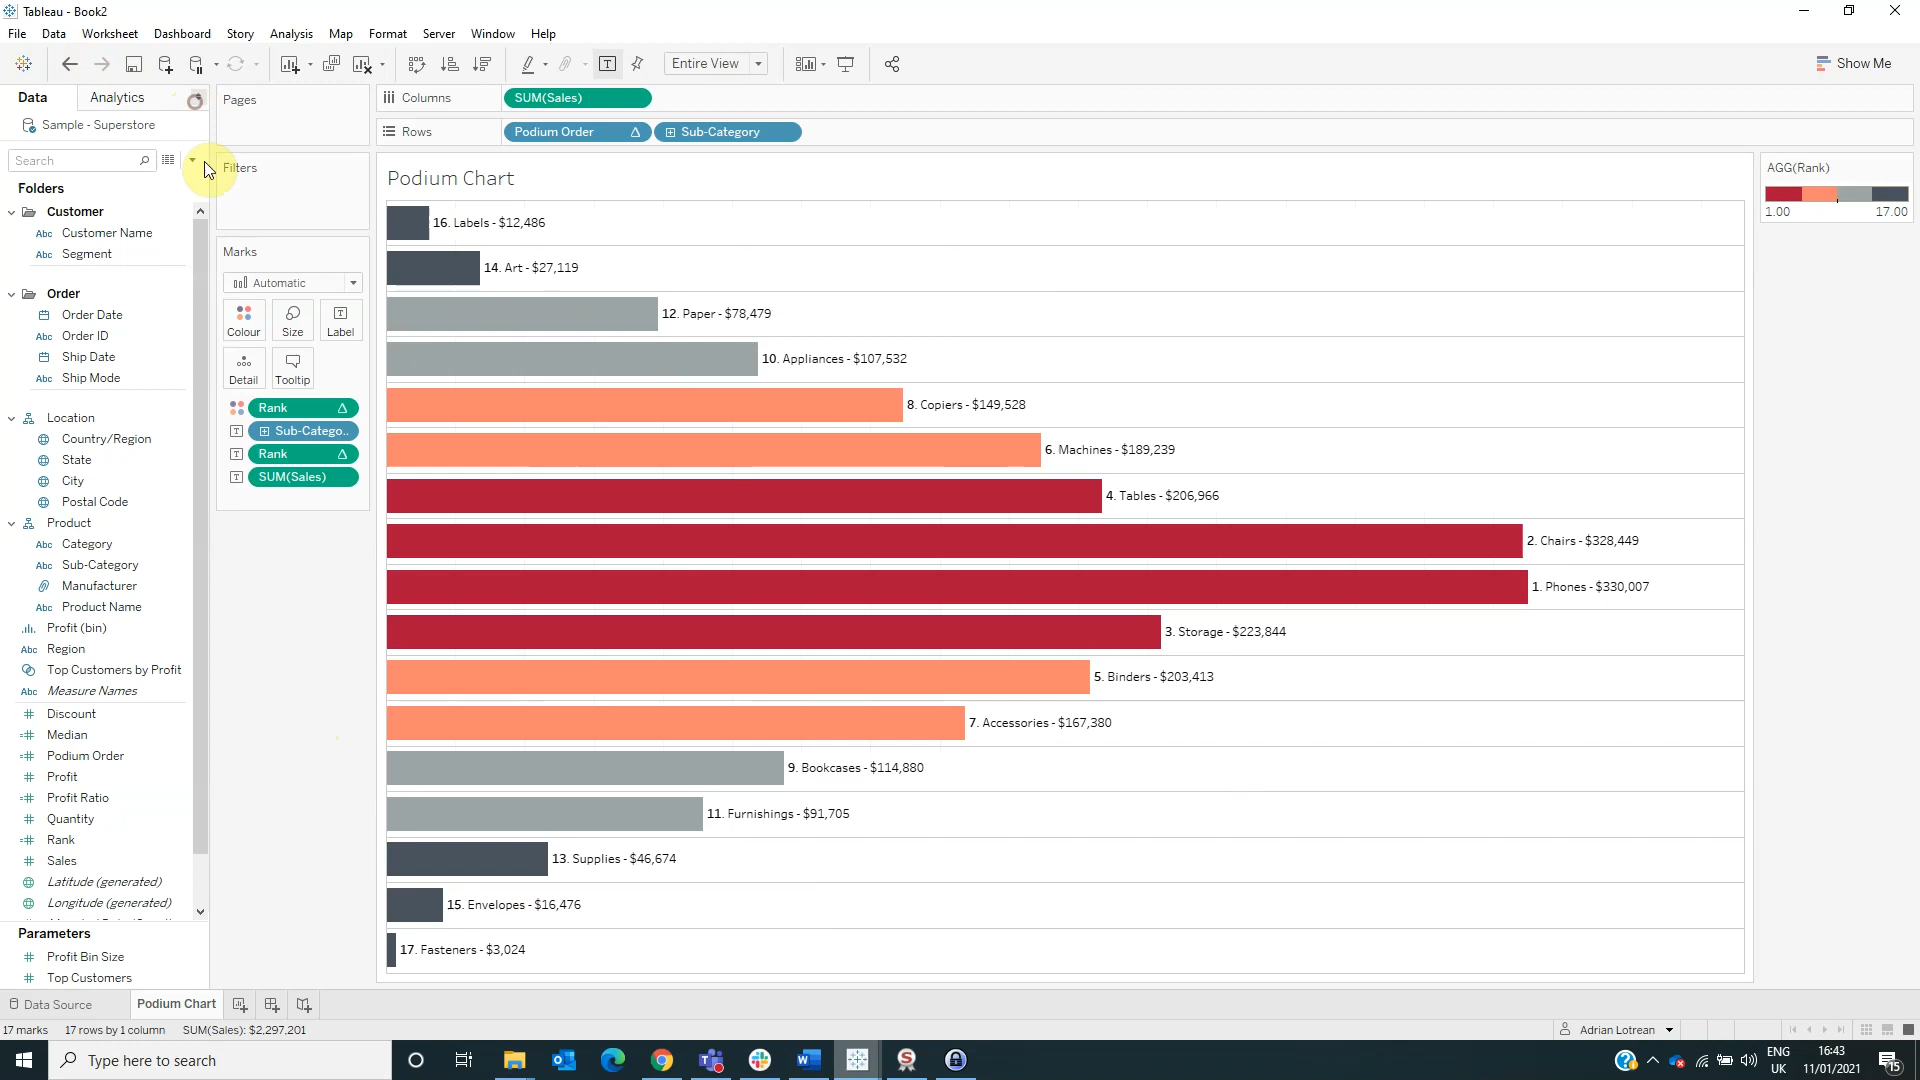 Tableau - Book2
File Data Worksheet Dashboard Story Analysis Map Format Server Window Help
Entire View
Show Me
Data Analytics
Sample - Superstore
Search
Folders
Customer
Abc Customer Name
Abc Segment
Order
Order Date
Abc Order ID
Ship Date
Abc Ship Mode
Location
Country/Region
State
City
Postal Code
Product
Abc Category
Abc Sub-Category
Manufacturer
Abc Product Name
Profit (bin)
Abc Region
Top Customers by Profit
Abc Measure Names
# Discount
=# Median
=# Podium Order
# Profit
=# Profit Ratio
# Quantity
=# Rank
# Sales
Latitude (generated)
Longitude (generated)
Parameters
# Profit Bin Size
# Top Customers
Pages
Filters
Marks
Automatic
Colour Size Label
Detail Tooltip
Rank
Sub-Catego..
Rank
SUM(Sales)
Columns SUM(Sales)
Rows Podium Order Sub-Category
Podium Chart
16. Labels - $12,486
14. Art - $27,119
12. Paper - $78,479
10. Appliances - $107,532
8. Copiers - $149,528
6. Machines - $189,239
4. Tables - $206,966
2. Chairs - $328,449
1. Phones - $330,007
3. Storage - $223,844
5. Binders - $203,413
7. Accessories - $167,380
9. Bookcases - $114,880
11. Furnishings - $91,705
13. Supplies - $46,674
15. Envelopes - $16,476
17. Fasteners - $3,024
AGG(Rank)
1.00 17.00
Data Source Podium Chart
17 marks 17 rows by 1 column SUM(Sales): $2,297,201
Adrian Lotrean
Type here to search
ENG
UK
16:43
11/01/2021
15